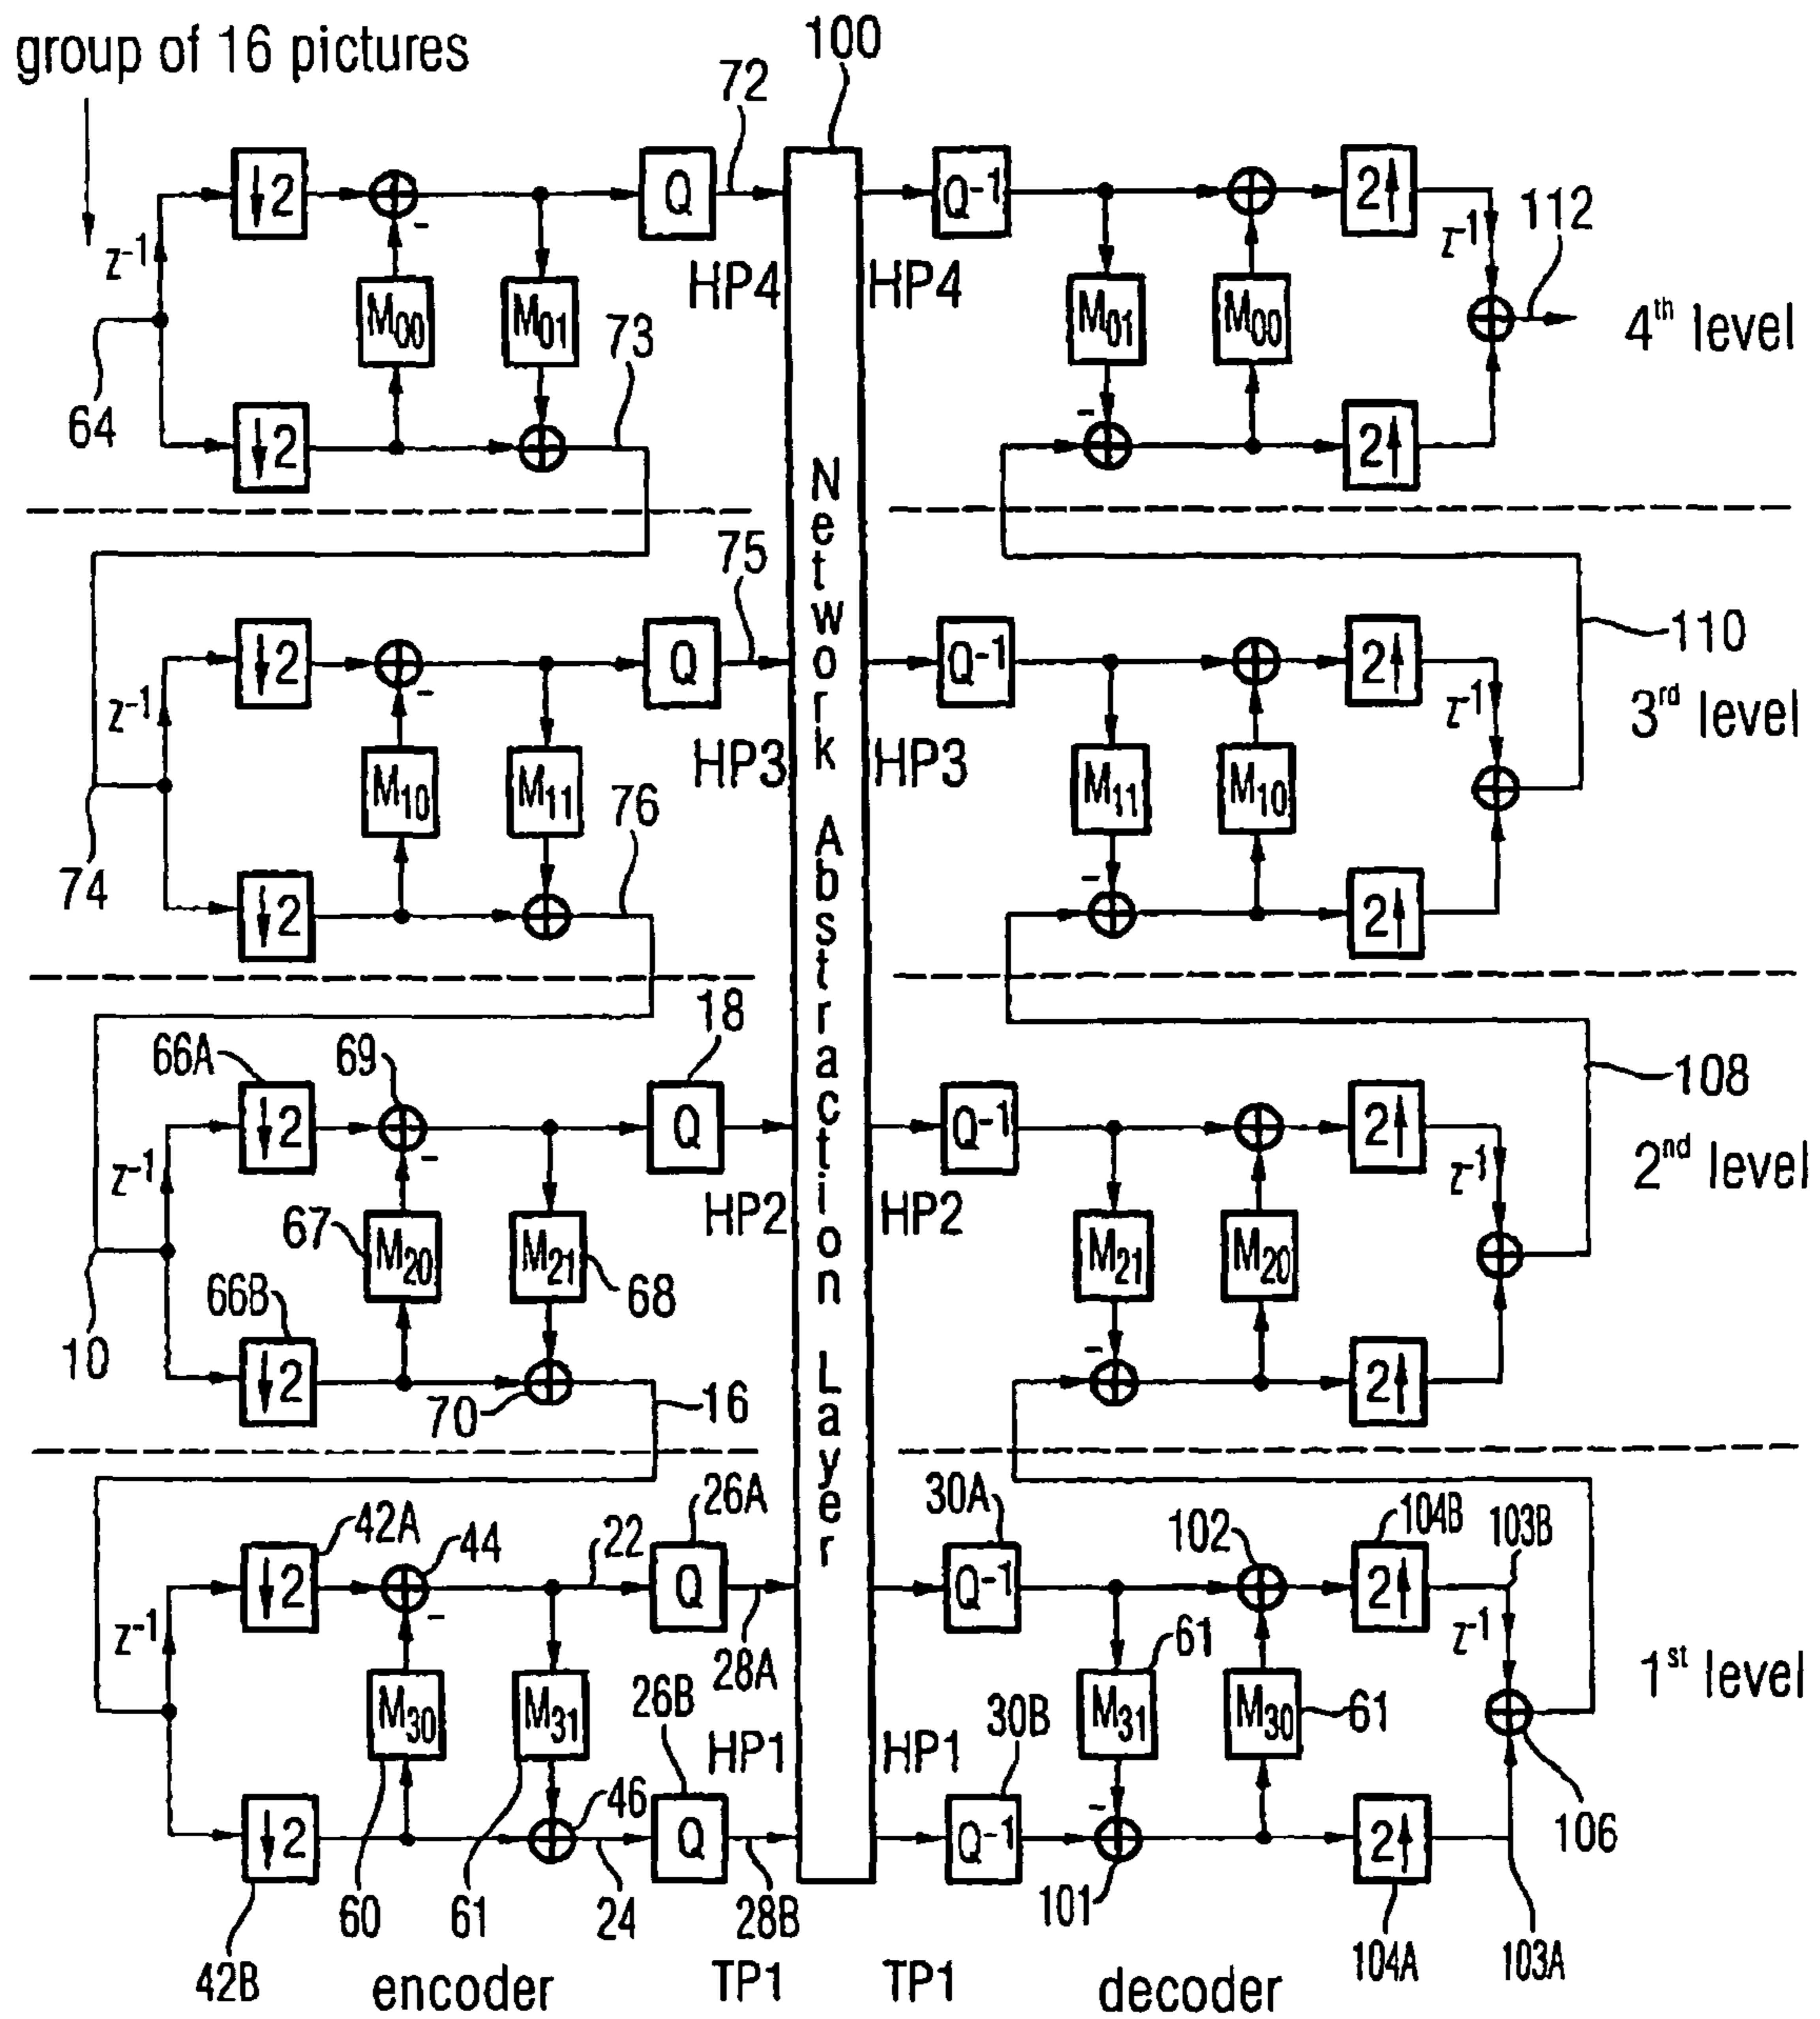 group of 16 pictures
100
72
↓2
Q
Q⁻¹
2↑
z⁻¹
112
z⁻¹
-
HP4
HP4
M₀₀
M₀₁
M₀₁
M₀₀
4th level
73
64
-
↓2
2↑
Network Abstraction Layer
75
↓2
Q
Q⁻¹
2↑
110
z⁻¹
-
z⁻¹
3rd level
HP3
HP3
M₁₀
M₁₁
M₁₁
M₁₀
76
74
-
↓2
2↑
18
66A
69
108
↓2
Q
Q⁻¹
2↑
z⁻¹
-
z⁻¹
2nd level
HP2
HP2
67
M₂₀
M₂₁
M₂₁
M₂₀
66B
68
10
-
↓2
2↑
70
16
26A
30A
104B
103B
42A
44
22
102
↓2
Q
Q⁻¹
2↑
z⁻¹
-
z⁻¹
28A
61
1st level
26B
M₃₀
M₃₁
30B
M₃₁
M₃₀
61
HP1
HP1
46
-
106
↓2
Q
Q⁻¹
2↑
60
61
24
28B
101
42B
104A
103A
encoder
TP1
TP1
decoder